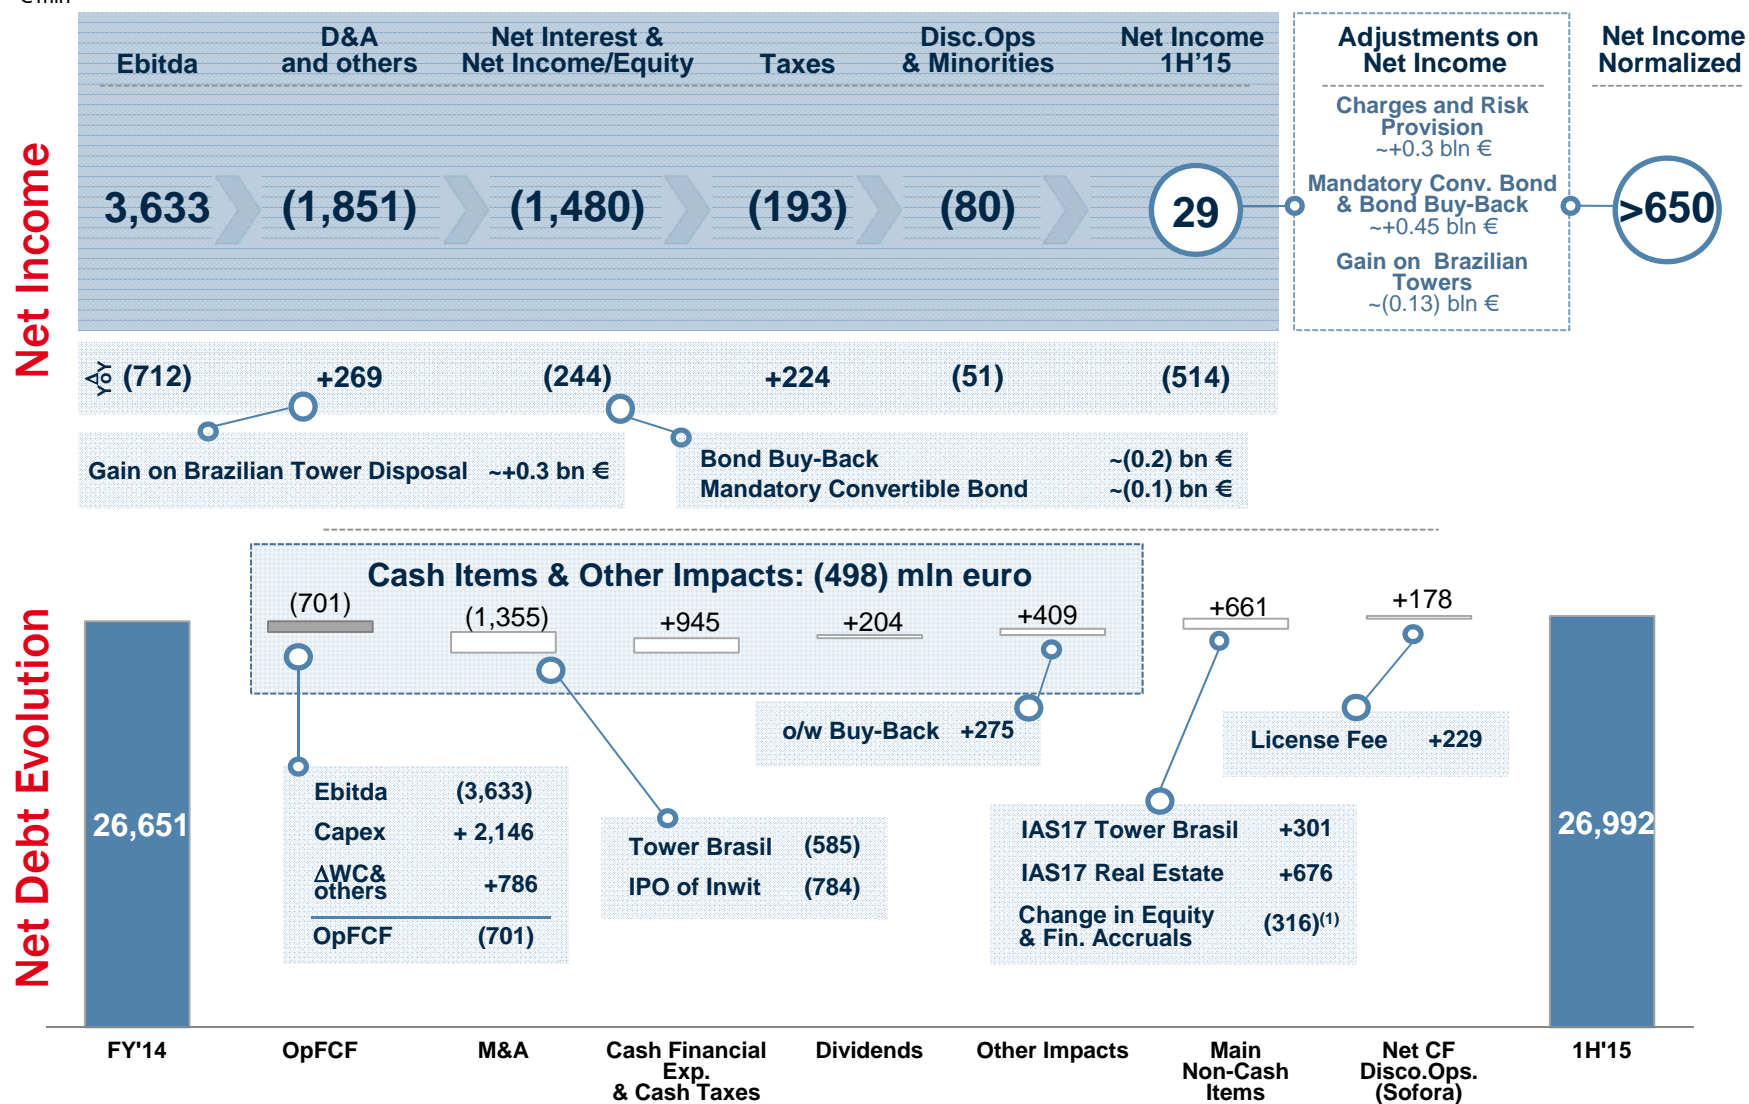 € mln
Net Income
Ebitda
D&A
and others
Net Interest &
Net Income/Equity
Taxes
Disc.Ops
& Minorities
Net Income
1H’15
Adjustments on
Net Income
Net Income
Normalized
3,633
(1,851)
(1,480)
(193)
(80)
29
Charges and Risk
Provision
~+0.3 bln €
Mandatory Conv. Bond
& Bond Buy-Back
~+0.45 bln €
Gain on Brazilian
Towers
~(0.13) bln €
>650
Δ YoY
(712)
+269
(244)
+224
(51)
(514)
Gain on Brazilian Tower Disposal ~+0.3 bn €
Bond Buy-Back ~(0.2) bn €
Mandatory Convertible Bond ~(0.1) bn €
Net Debt Evolution
Cash Items & Other Impacts: (498) mln euro
(701)
(1,355)
+945
+204
+409
+661
+178
26,651
26,992
o/w Buy-Back +275
License Fee +229
Ebitda (3,633)
Capex + 2,146
ΔWC&
others +786
OpFCF (701)
Tower Brasil (585)
IPO of Inwit (784)
IAS17 Tower Brasil +301
IAS17 Real Estate +676
Change in Equity
& Fin. Accruals (316)(1)
FY'14
OpFCF
M&A
Cash Financial
Exp.
& Cash Taxes
Dividends
Other Impacts
Main
Non-Cash
Items
Net CF
Disco.Ops.
(Sofora)
1H'15